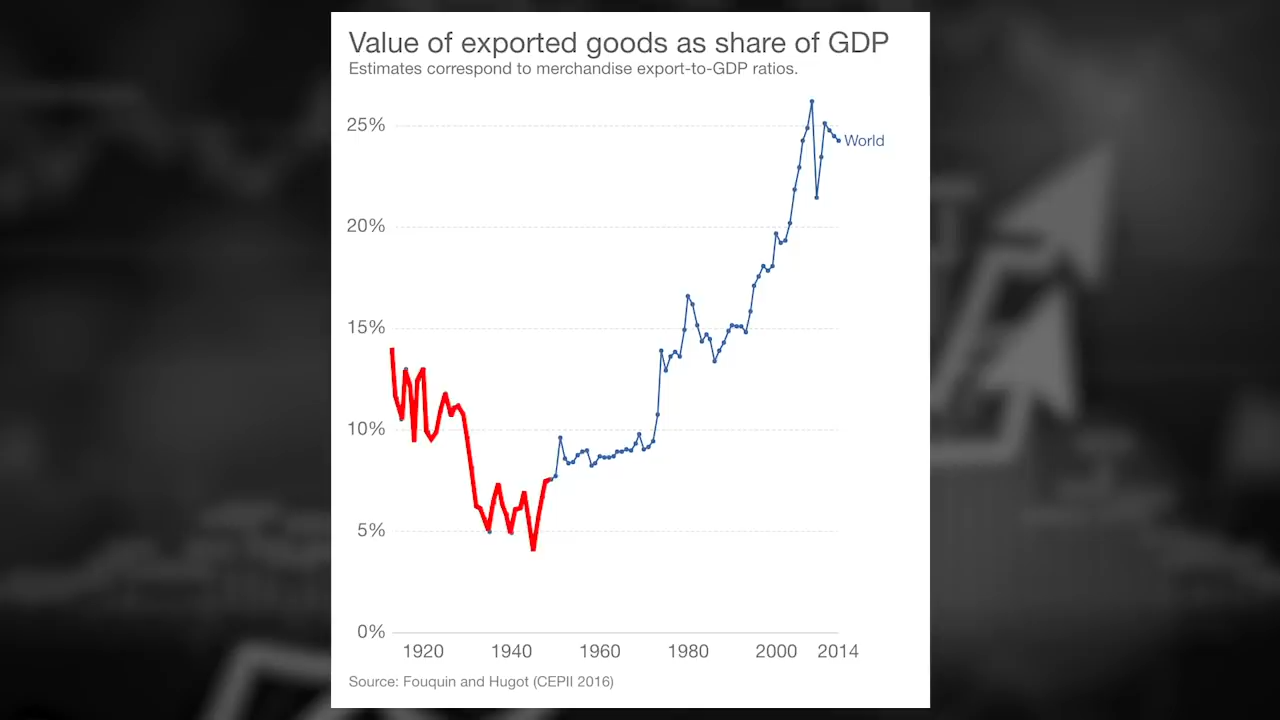 Value of exported goods as share of GDP
Estimates correspond to merchandise export-to-GDP ratios.
25%
World
20%
15%
10%
5%
0%
1920 1940 1960 1980 2000 2014
Source: Fouquin and Hugot (CEPII 2016)